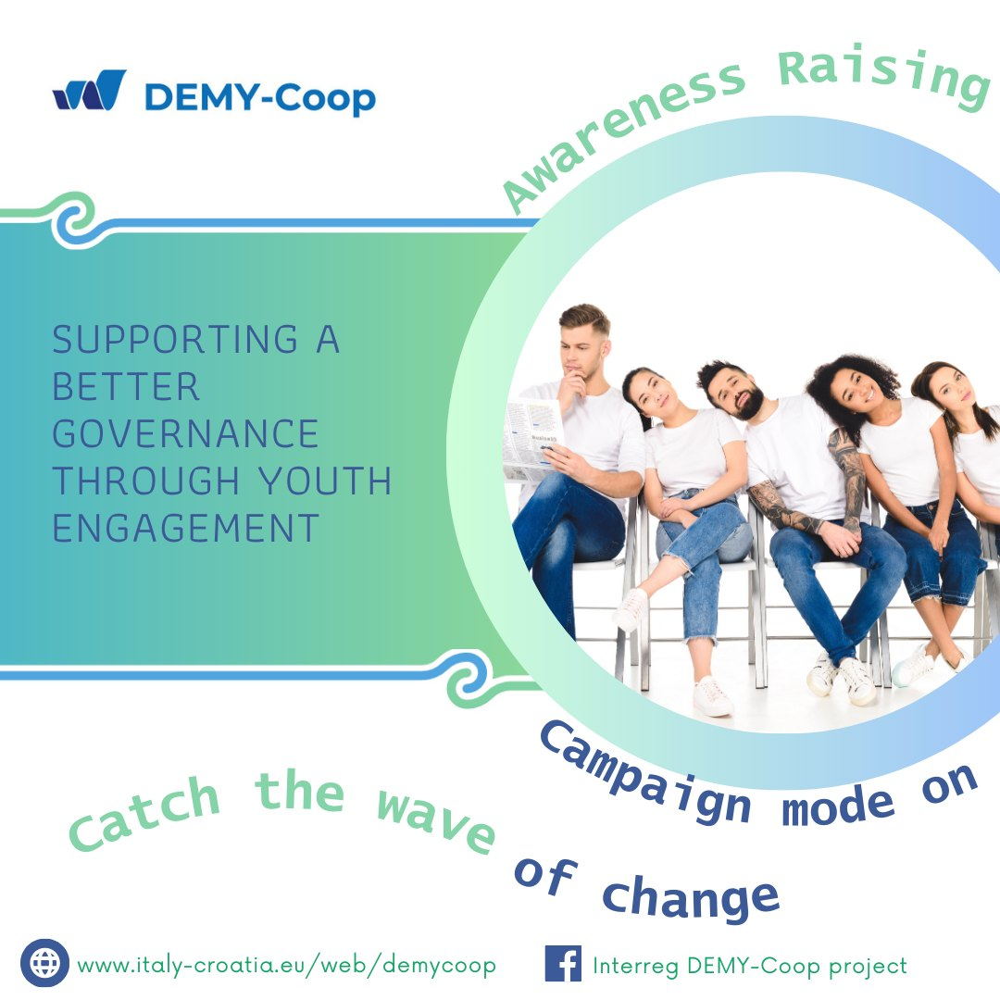 DEMY-Coop
Awareness Raising
SUPPORTING A
BETTER
GOVERNANCE
THROUGH YOUTH
ENGAGEMENT
Business
Campaign mode on
Catch the wave
of change
www.italy-croatia.eu/web/demycoop
Interreg DEMY-Coop project